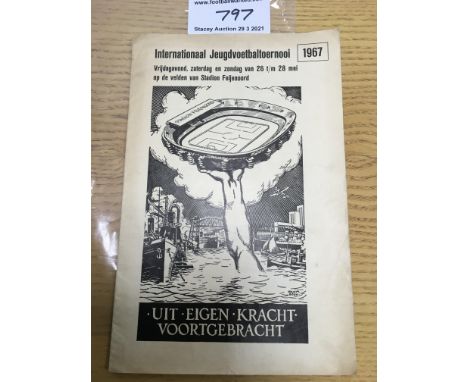 www.footballwanted.co
797
Stacey Auction 29 3 2021
Internationaal Jeugdvoetbaltoernooi 1967
Vrijdagavond, zaterdag en zondag van 26 t/m 28 mei
op de velden van Stadion Feijenoord
·UIT·EIGEN·KRACHT·
VOORTGEBRACHT